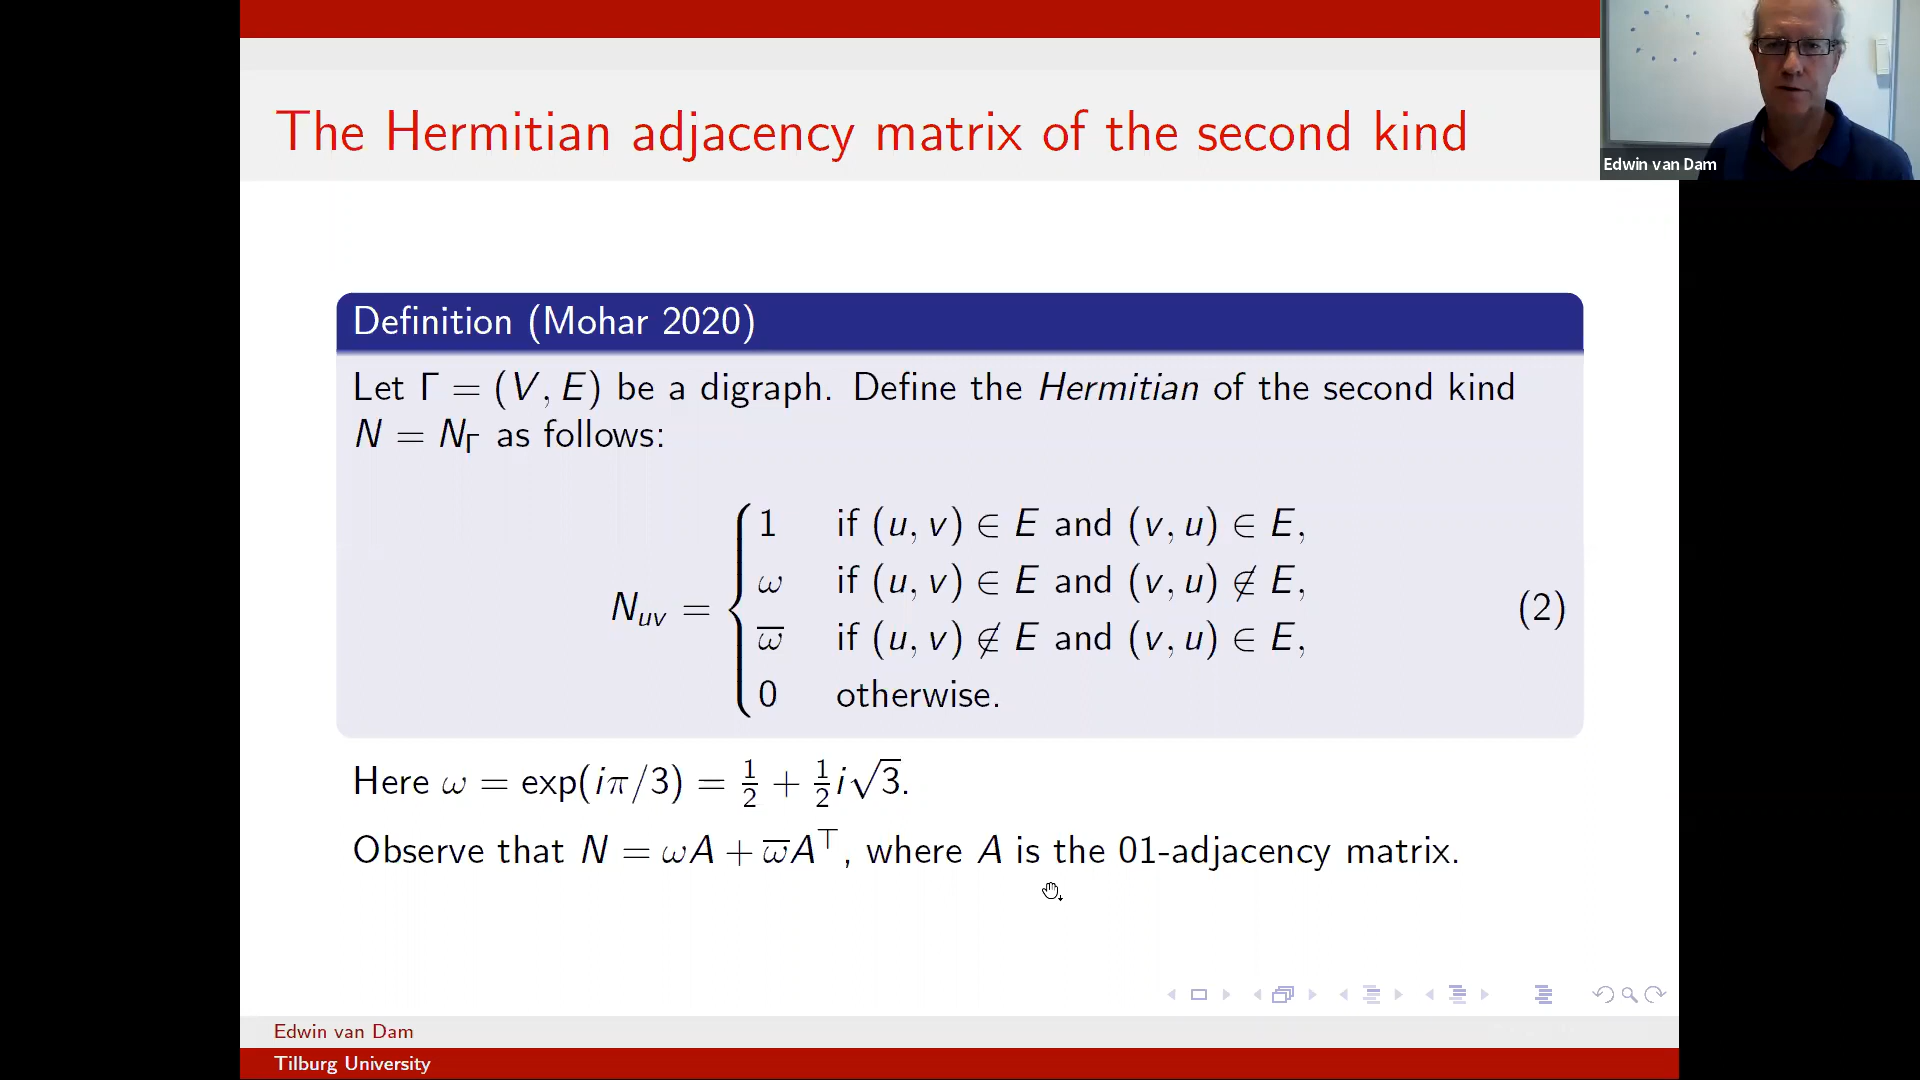 The Hermitian adjacency matrix of the second kind
Edwin van Dam
Definition (Mohar 2020)
Let Γ = (V, E) be a digraph. Define the Hermitian of the second kind
N = N_Γ as follows:
N_{uv} = { 1 if (u, v) ∈ E and (v, u) ∈ E,
ω if (u, v) ∈ E and (v, u) ∉ E,
ω̅ if (u, v) ∉ E and (v, u) ∈ E,
0 otherwise.
(2)
Here ω = exp(iπ/3) = 1/2 + 1/2 i√3.
Observe that N = ωA + ω̅A^⊤, where A is the 01-adjacency matrix.
Edwin van Dam
Tilburg University